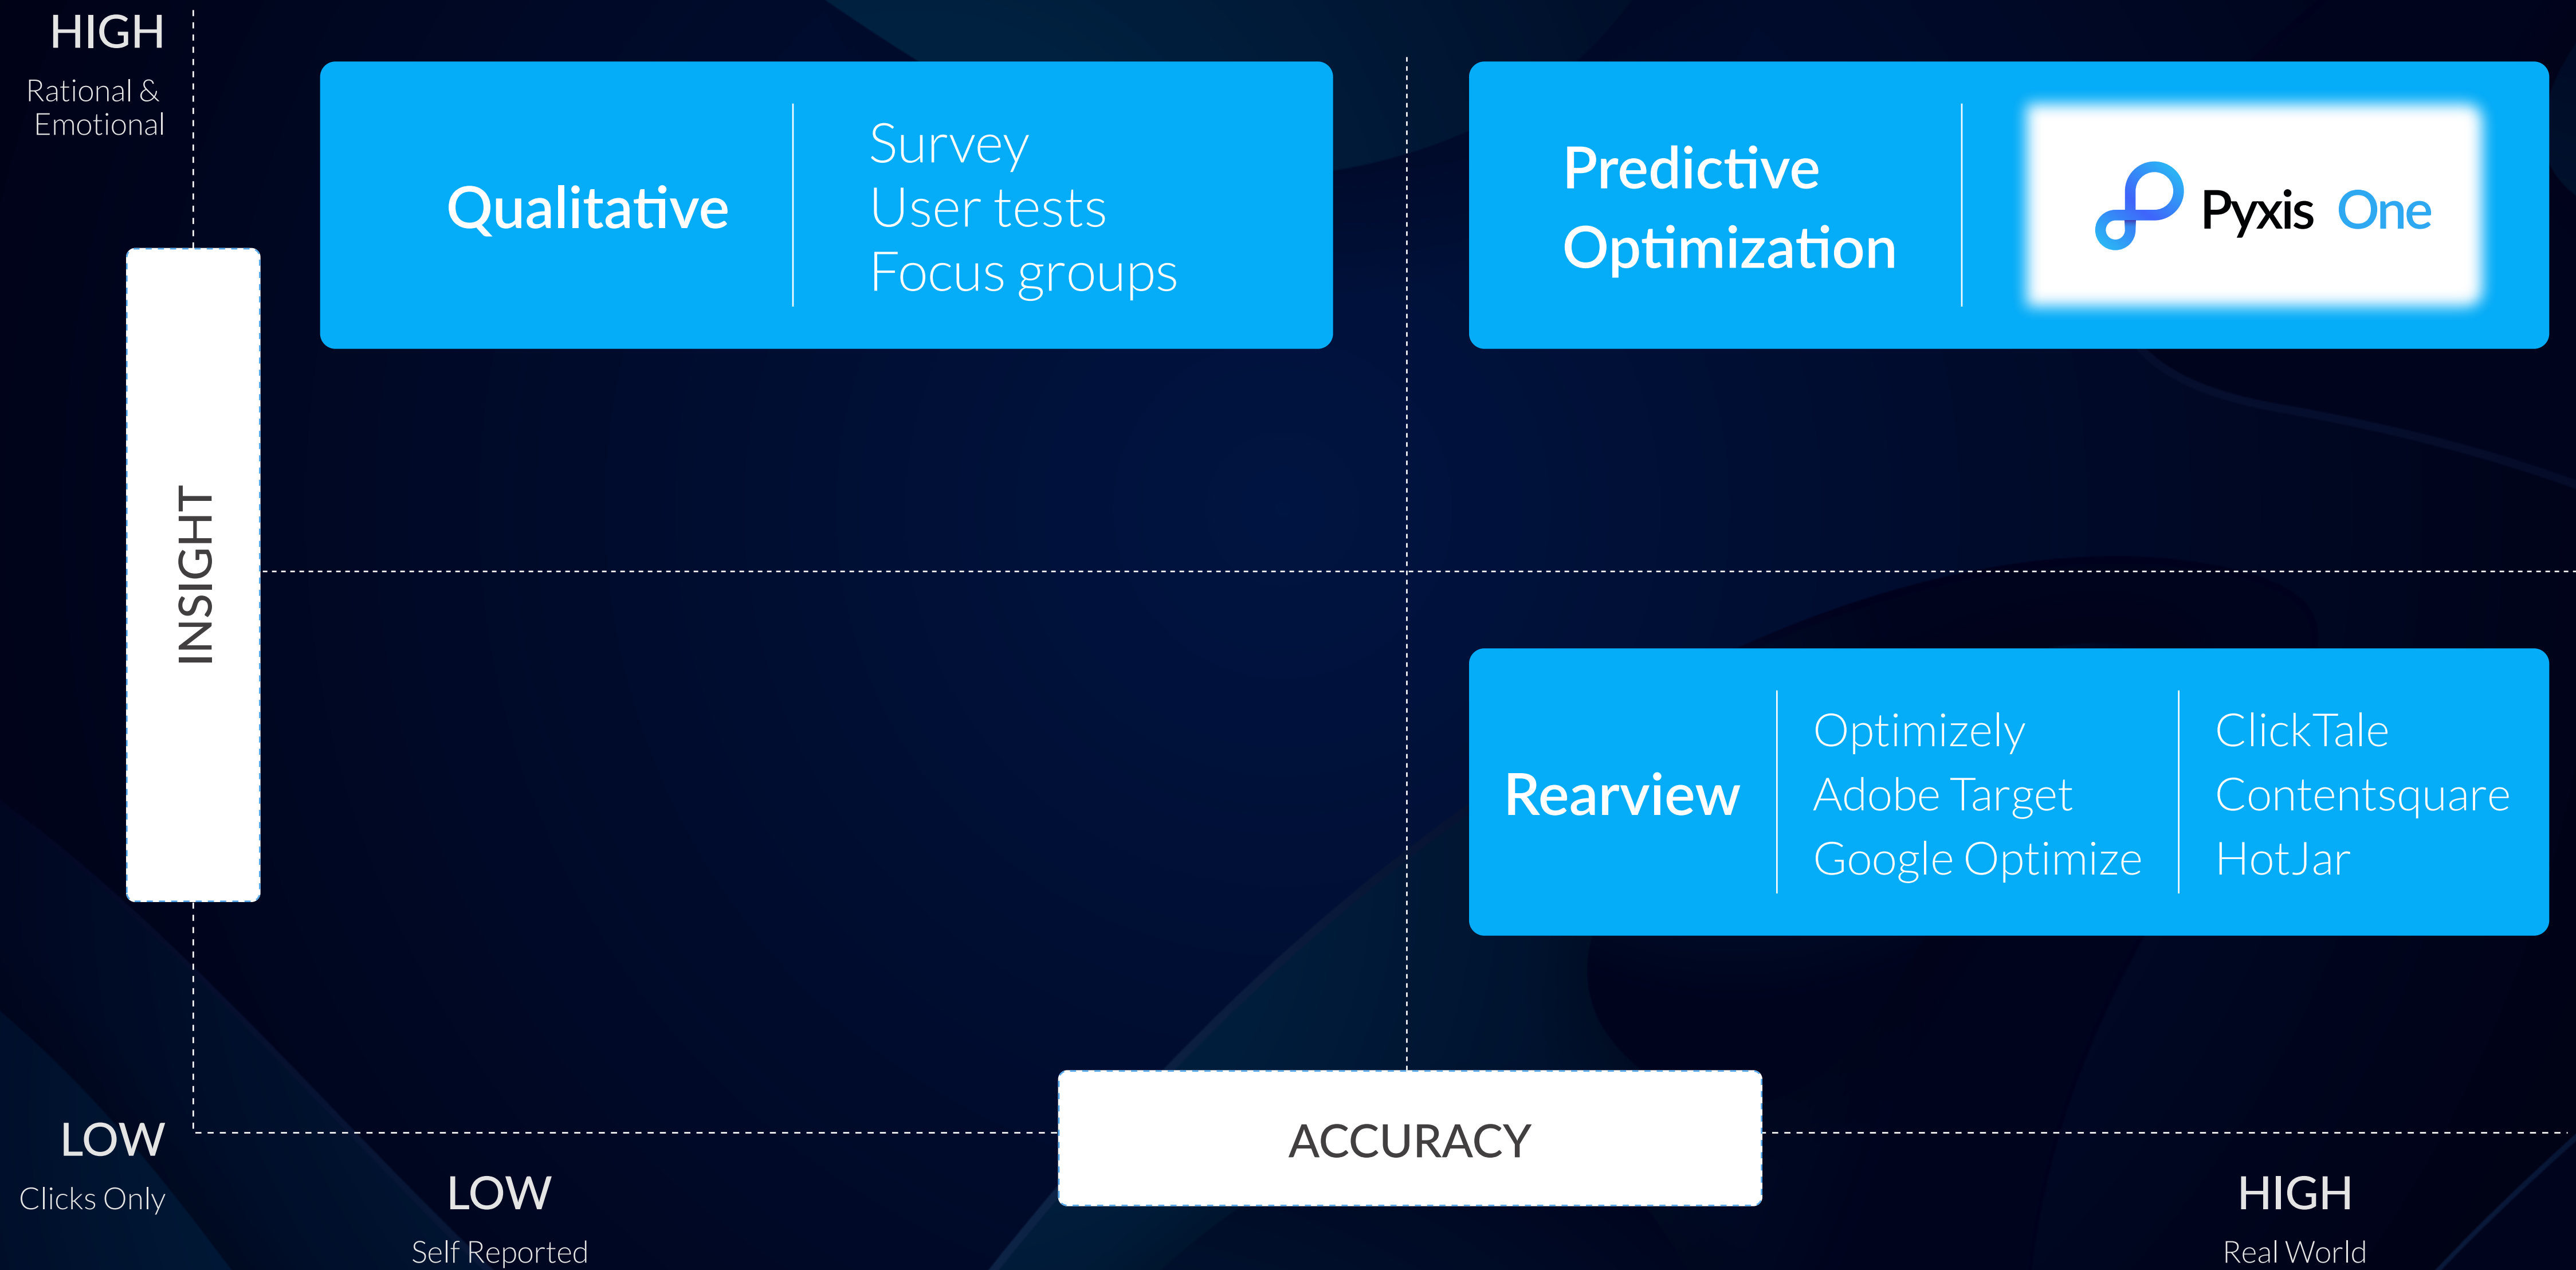 HIGH
Rational &
Emotional
Qualitative
Survey
User tests
Focus groups
Predictive
Optimization
Pyxis One
INSIGHT
Rearview
Optimizely
Adobe Target
Google Optimize
ClickTale
Contentsquare
HotJar
LOW
Clicks Only
ACCURACY
LOW
Self Reported
HIGH
Real World